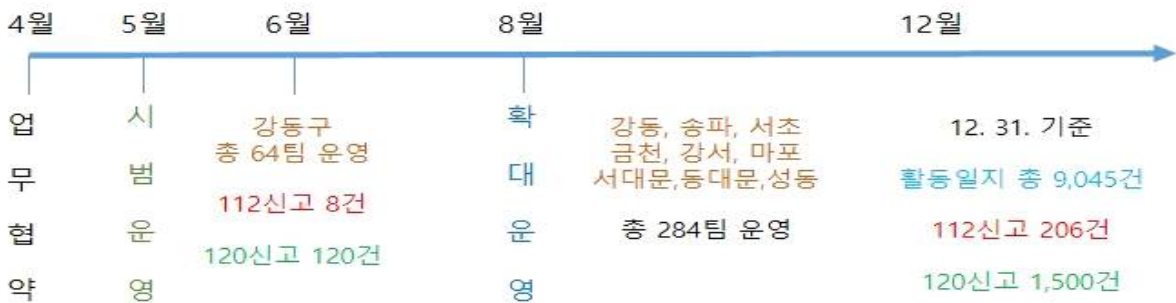 4월 5월 6월 8월 12월
업무협약
시범운영
강동구
총 64팀 운영
112신고 8건
120신고 120건
확대운영
강동, 송파, 서초
금천, 강서, 마포
서대문,동대문,성동
총 284팀 운영
12. 31. 기준
활동일지 총 9,045건
112신고 206건
120신고 1,500건